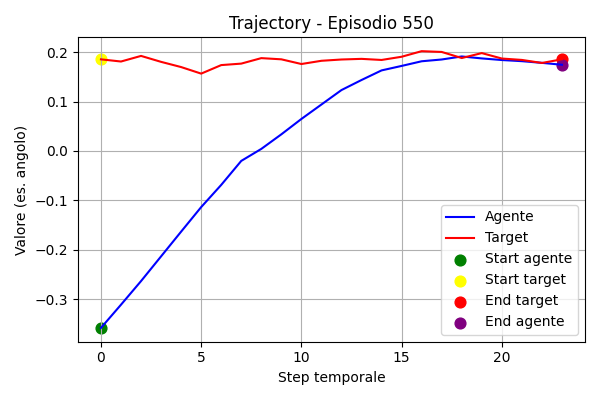 Trajectory - Episodio 550
Valore (es. angolo)
0.2
0.1
0.0
−0.1
−0.2
−0.3
0
5
10
15
20
Step temporale
Agente
Target
Start agente
Start target
End target
End agente